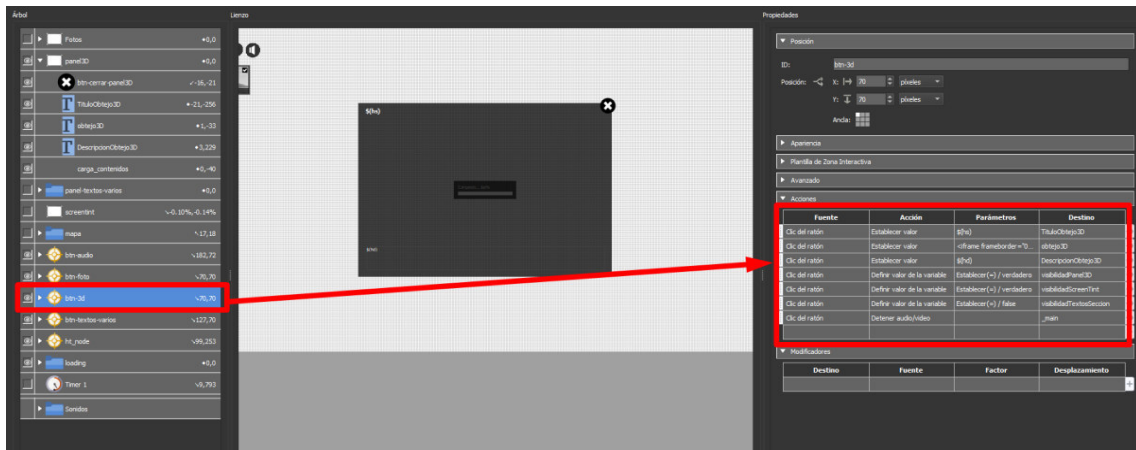 Árbol
Lienzo
Propiedades
Fotos
0,0
panel3D
0,0
btn-cerrar-panel3D
-16,-21
TituloObtejo3D
-21,-256
obtejo3D
1,-33
DescripcionObtejo3D
3,229
carga_contenidos
0,-40
panel-textos-varios
0,0
screentint
-0.10%,-0.14%
mapa
17,18
btn-audio
182,72
btn-foto
70,70
btn-3d
70,70
btn-textos-varios
127,70
ht_node
99,253
loading
0,0
Timer 1
9,793
Sonidos
$(hs)
$(hd)
Posición
ID: btn-3d
Posición: X: 70 píxeles
Y: 70 píxeles
Ancla:
Apariencia
Plantilla de Zona Interactiva
Avanzado
Acciones
Fuente Acción Parámetros Destino
Clic del ratón Establecer valor $(hs) TituloObtejo3D
Clic del ratón Establecer valor <iframe frameborder="0... obtejo3D
Clic del ratón Establecer valor $(hd) DescripcionObtejo3D
Clic del ratón Definir valor de la variable Establecer(=) / verdadero visibilidadPanel3D
Clic del ratón Definir valor de la variable Establecer(=) / verdadero visibilidadScreenTint
Clic del ratón Definir valor de la variable Establecer(=) / false visibilidadTextosSeccion
Clic del ratón Detener audio/video _main
Modificadores
Destino Fuente Factor Desplazamiento